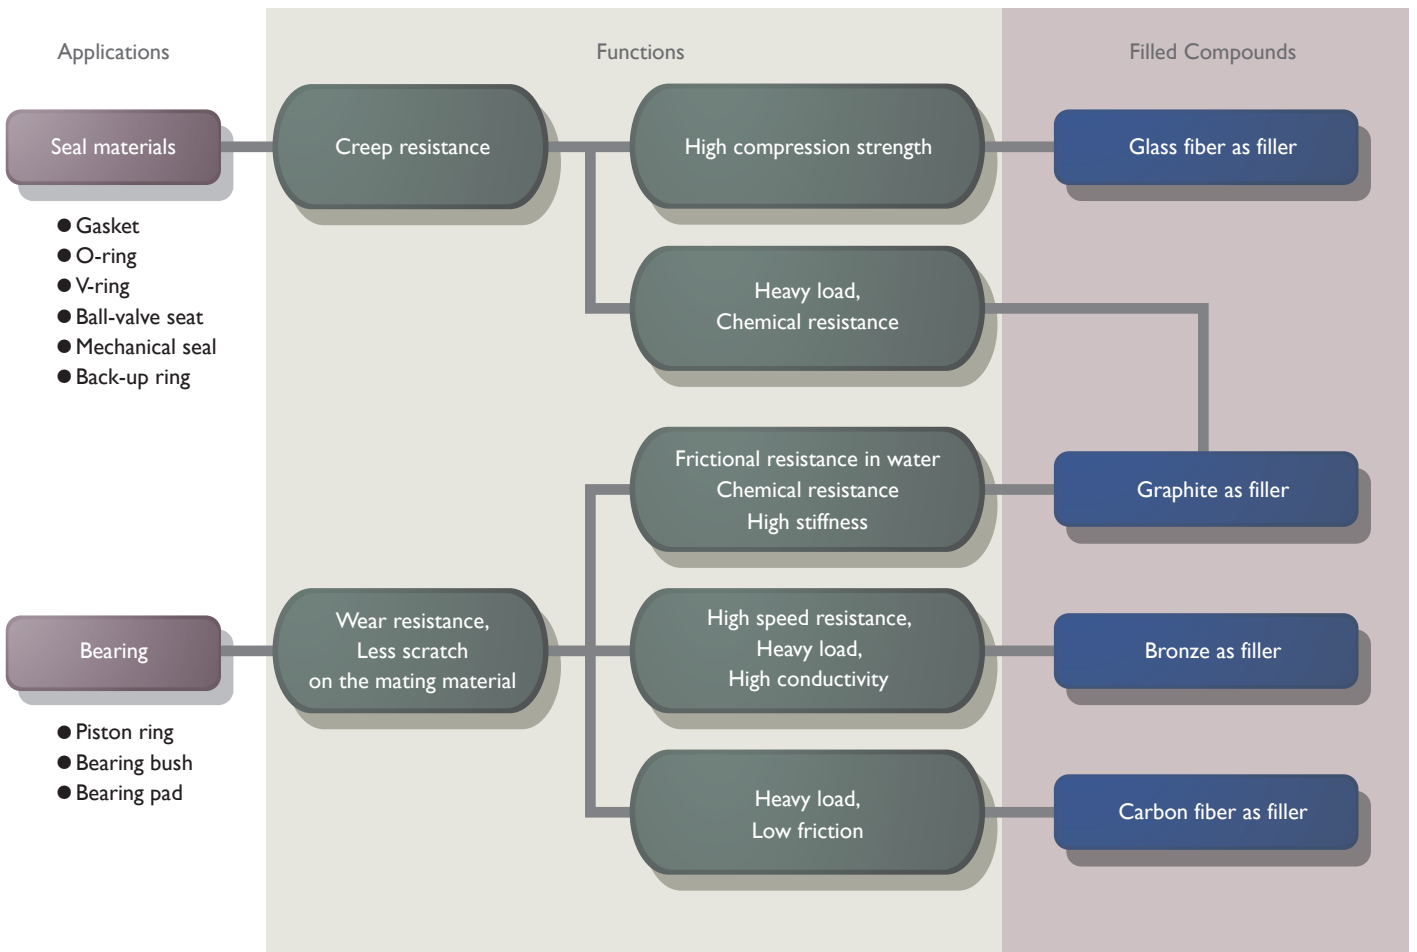 Applications
Functions
Filled Compounds
Seal materials
Creep resistance
High compression strength
Glass fiber as filler
● Gasket
● O-ring
● V-ring
● Ball-valve seat
● Mechanical seal
● Back-up ring
Heavy load,
Chemical resistance
Frictional resistance in water
Chemical resistance
High stiffness
Graphite as filler
Bearing
Wear resistance,
Less scratch
on the mating material
High speed resistance,
Heavy load,
High conductivity
Bronze as filler
● Piston ring
● Bearing bush
● Bearing pad
Heavy load,
Low friction
Carbon fiber as filler